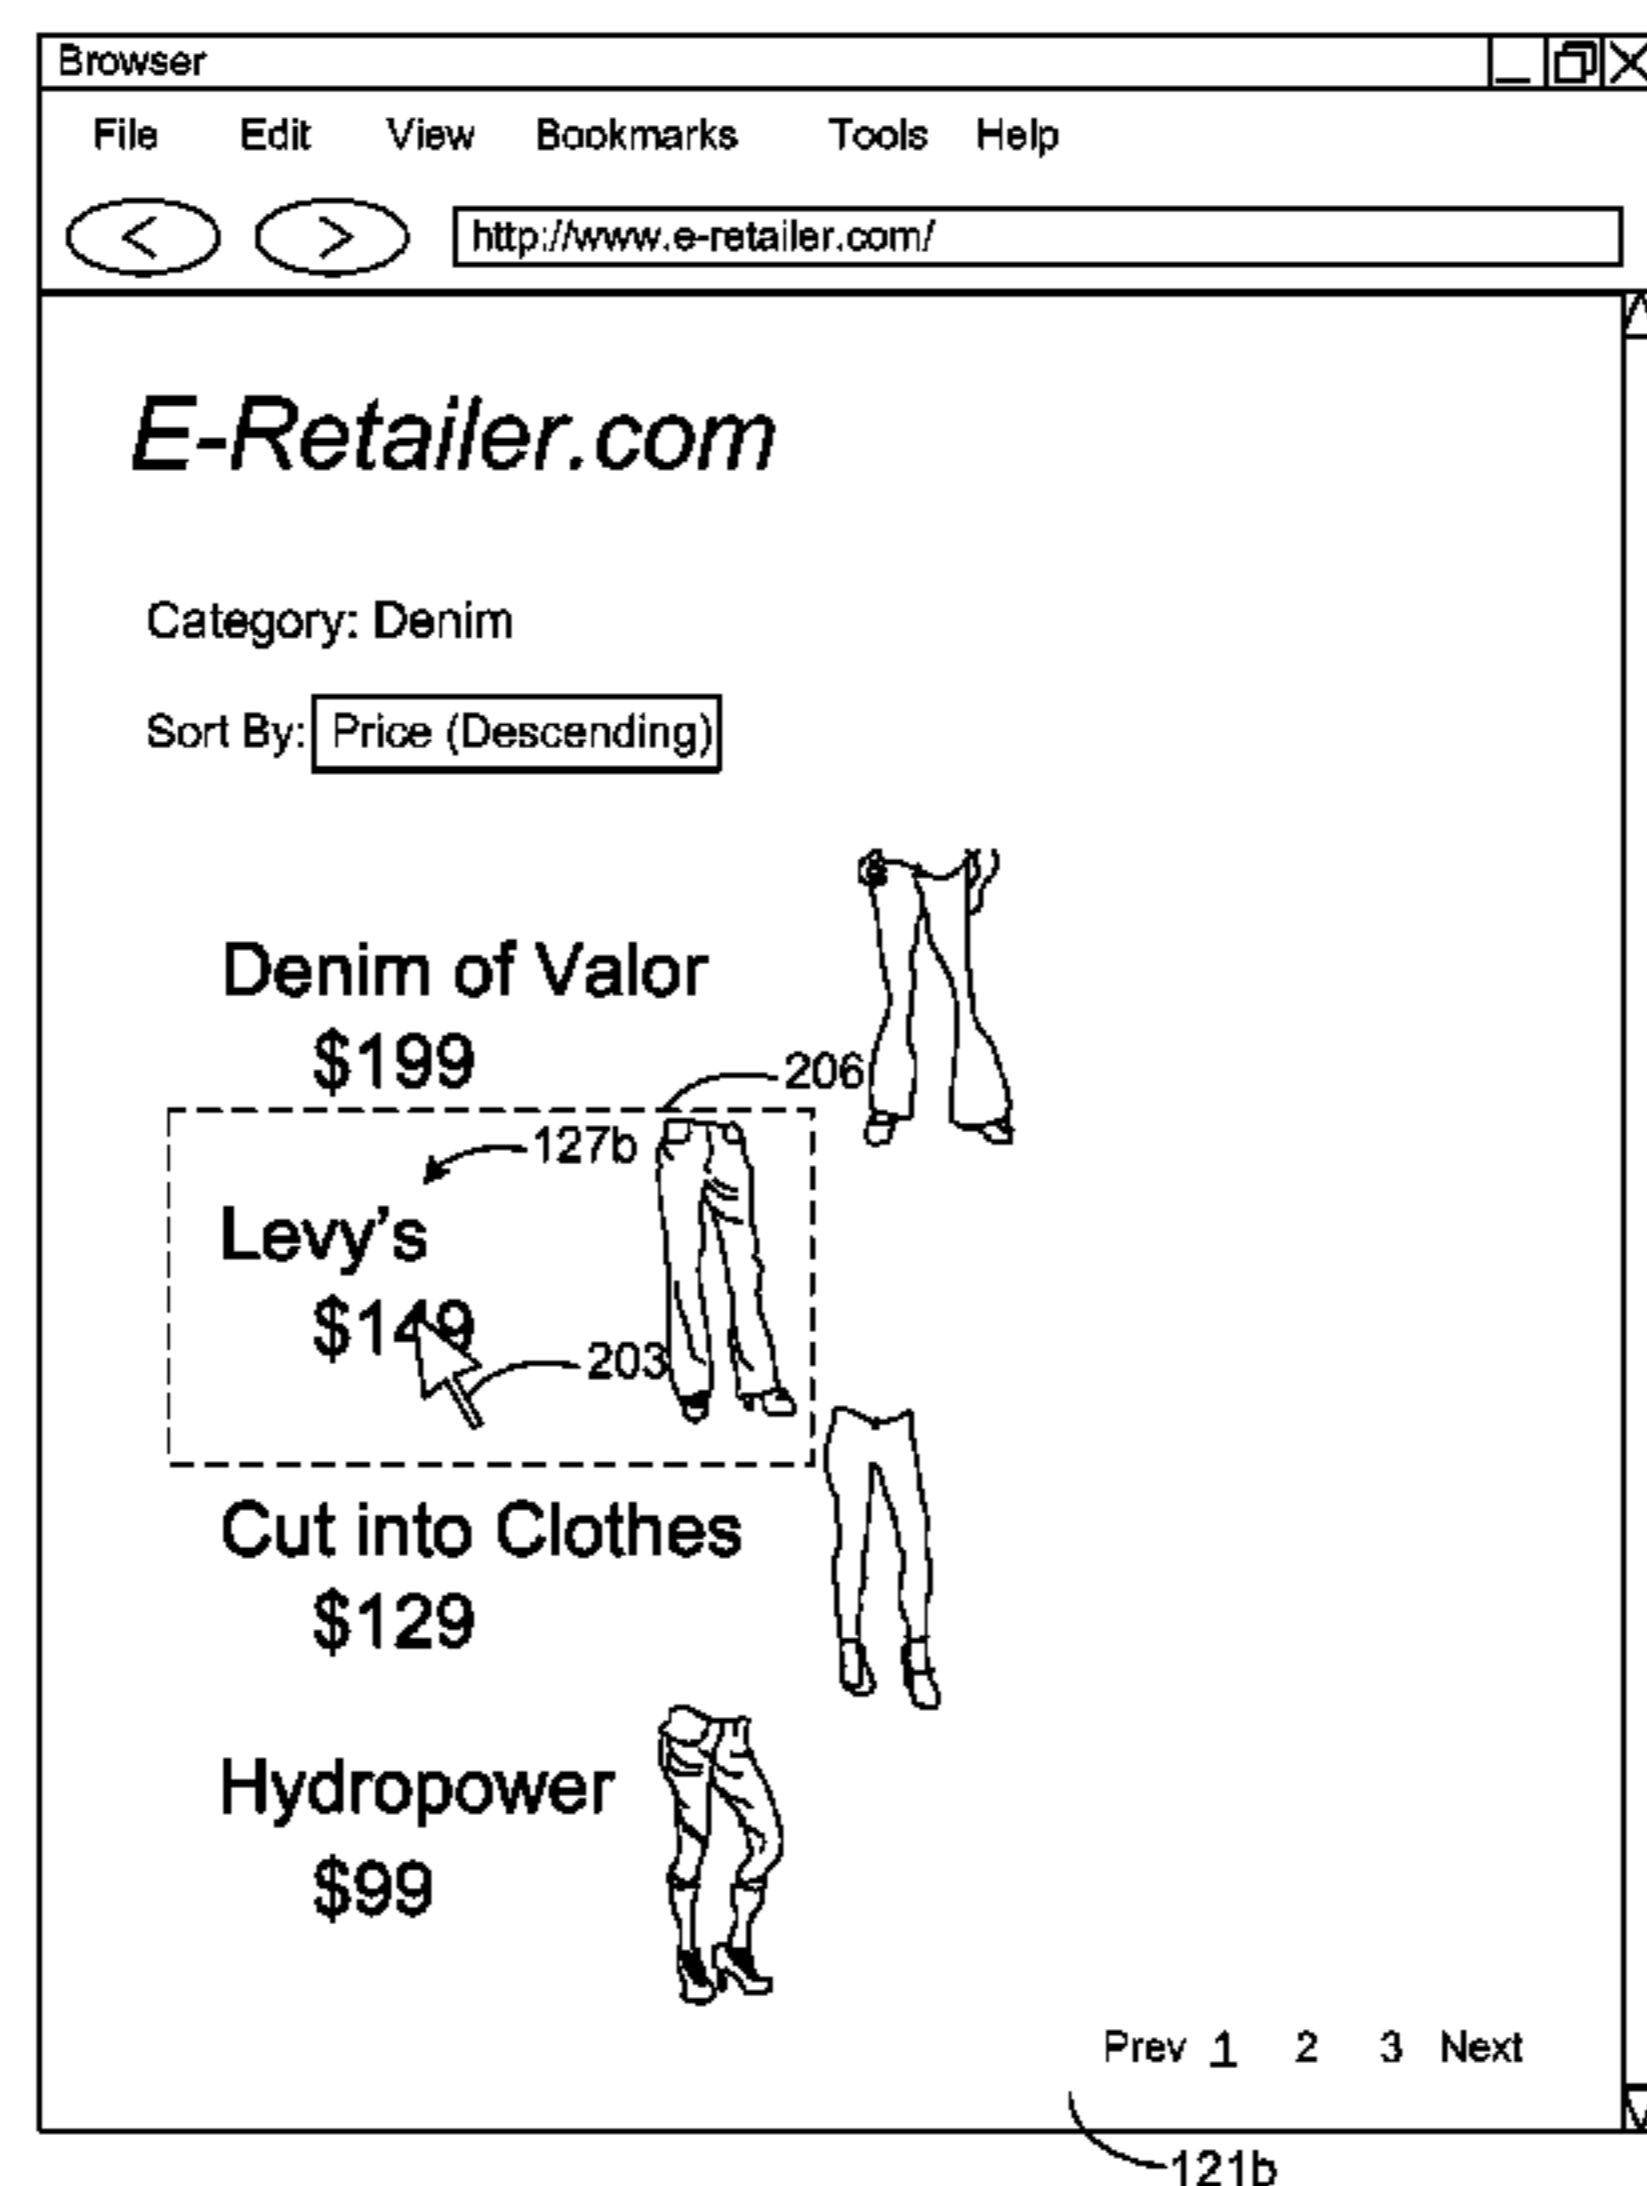 Browser
File Edit View Bookmarks Tools Help
< > http://www.e-retailer.com/
E-Retailer.com
Category: Denim
Sort By: Price (Descending)
Denim of Valor
$199
206
127b
Levy's
$149
203
Cut into Clothes
$129
Hydropower
$99
Prev 1 2 3 Next
121b